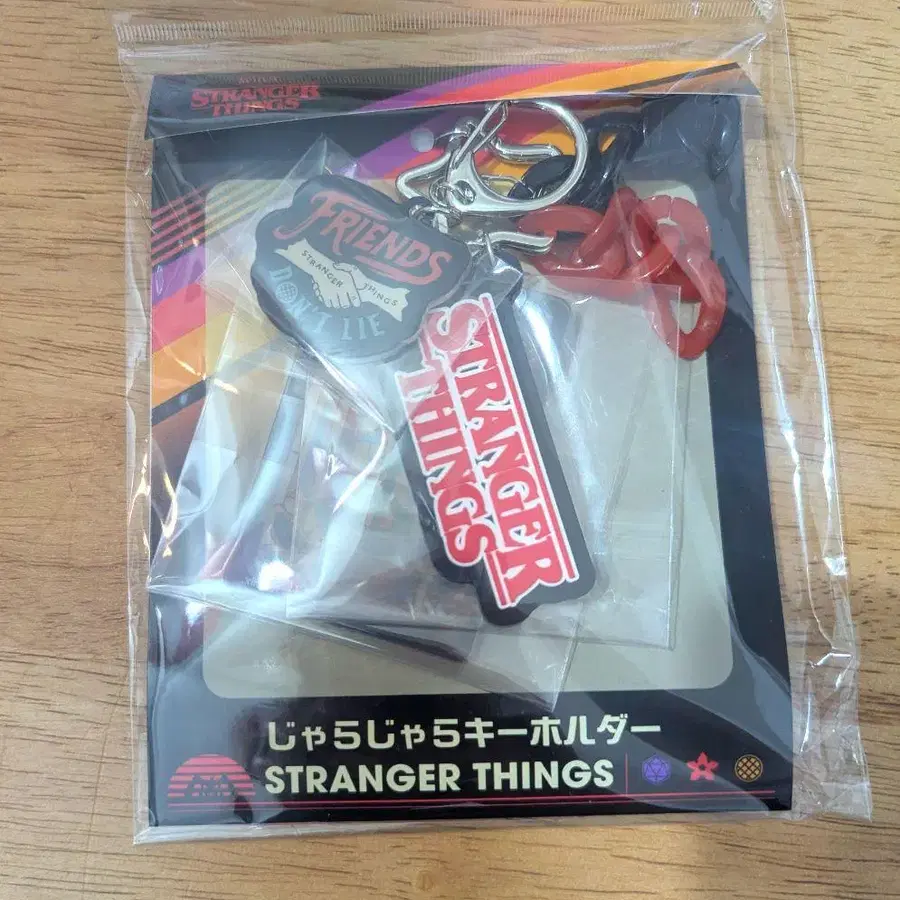 STRANGER
THINGS
FRIENDS
STRANGER THINGS
DON'T LIE
STRANGER
THINGS
じゃらじゃらキーホルダー
STRANGER THINGS